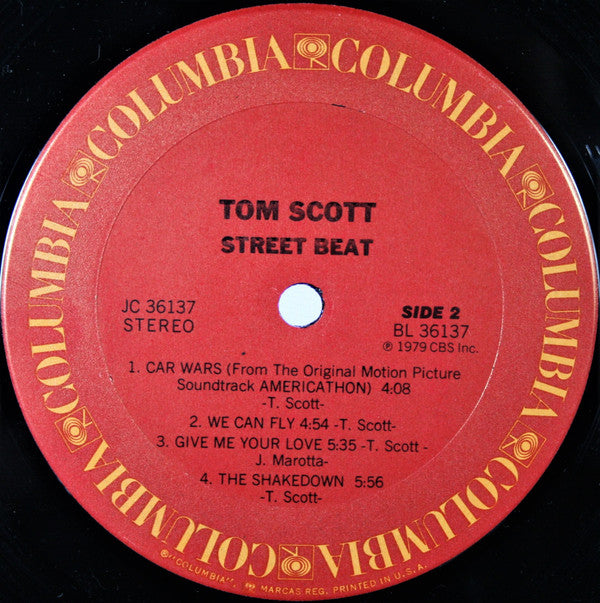 COLUMBIA COLUMBIA COLUMBIA COLUMBIA COLUMBIA COLUMBIA COLUMBIA
TOM SCOTT
STREET BEAT
JC 36137
STEREO
SIDE 2
BL 36137
℗ 1979 CBS Inc.
1. CAR WARS (From The Original Motion Picture
Soundtrack AMERICATHON) 4:08
-T. Scott-
2. WE CAN FLY 4:54 -T. Scott-
3. GIVE ME YOUR LOVE 5:35 -T. Scott -
J. Marotta-
4. THE SHAKEDOWN 5:56
-T. Scott-
®"COLUMBIA", MARCAS REG. PRINTED IN U.S.A.